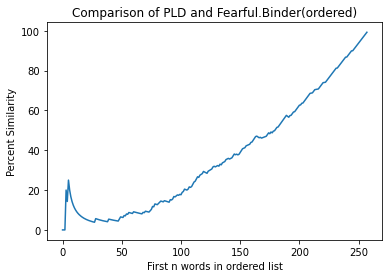 Comparison of PLD and Fearful.Binder(ordered)
Percent Similarity
100
80
60
40
20
0
0 50 100 150 200 250
First n words in ordered list